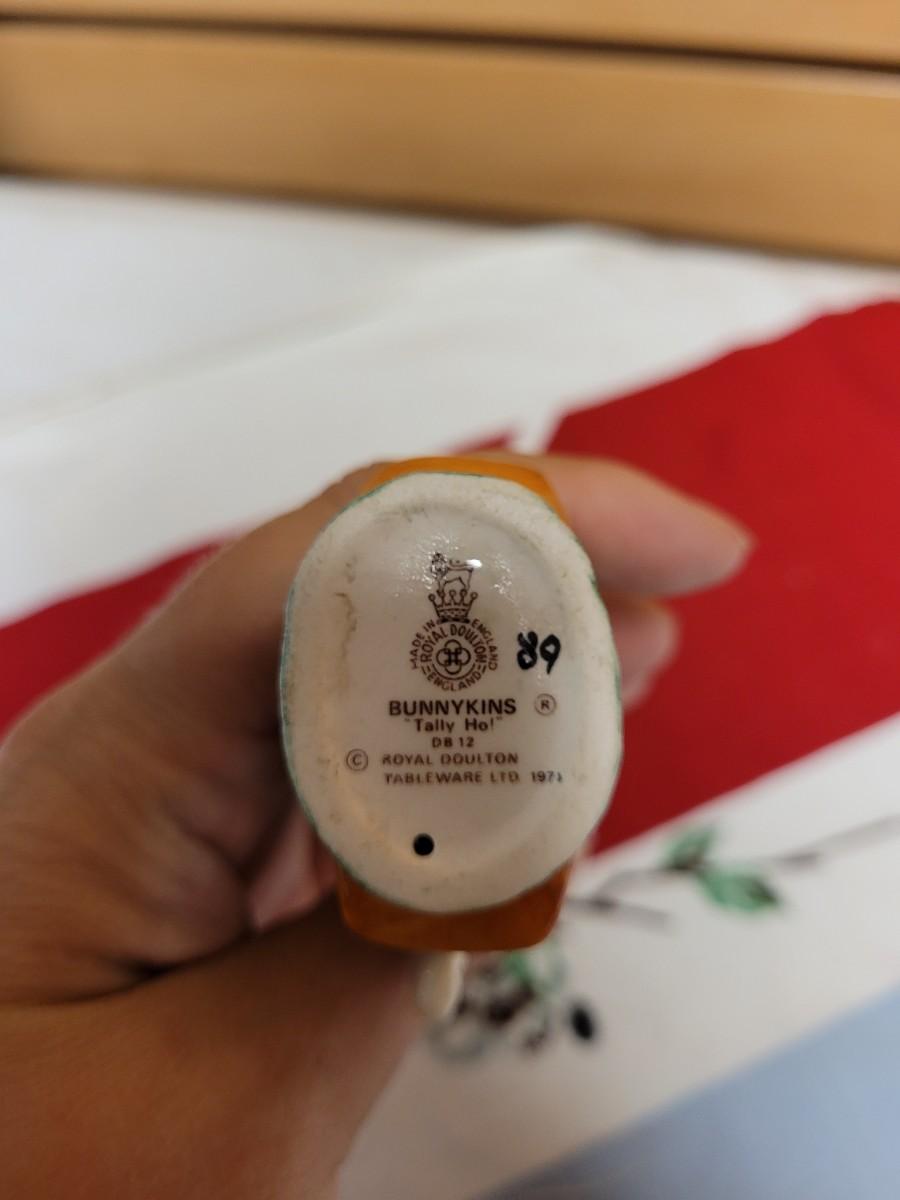 MADE IN ENGLAND
ROYAL DOULTON
ENGLAND
89
BUNNYKINS ®
"Tally Ho!"
DB 12
© ROYAL DOULTON
TABLEWARE LTD.